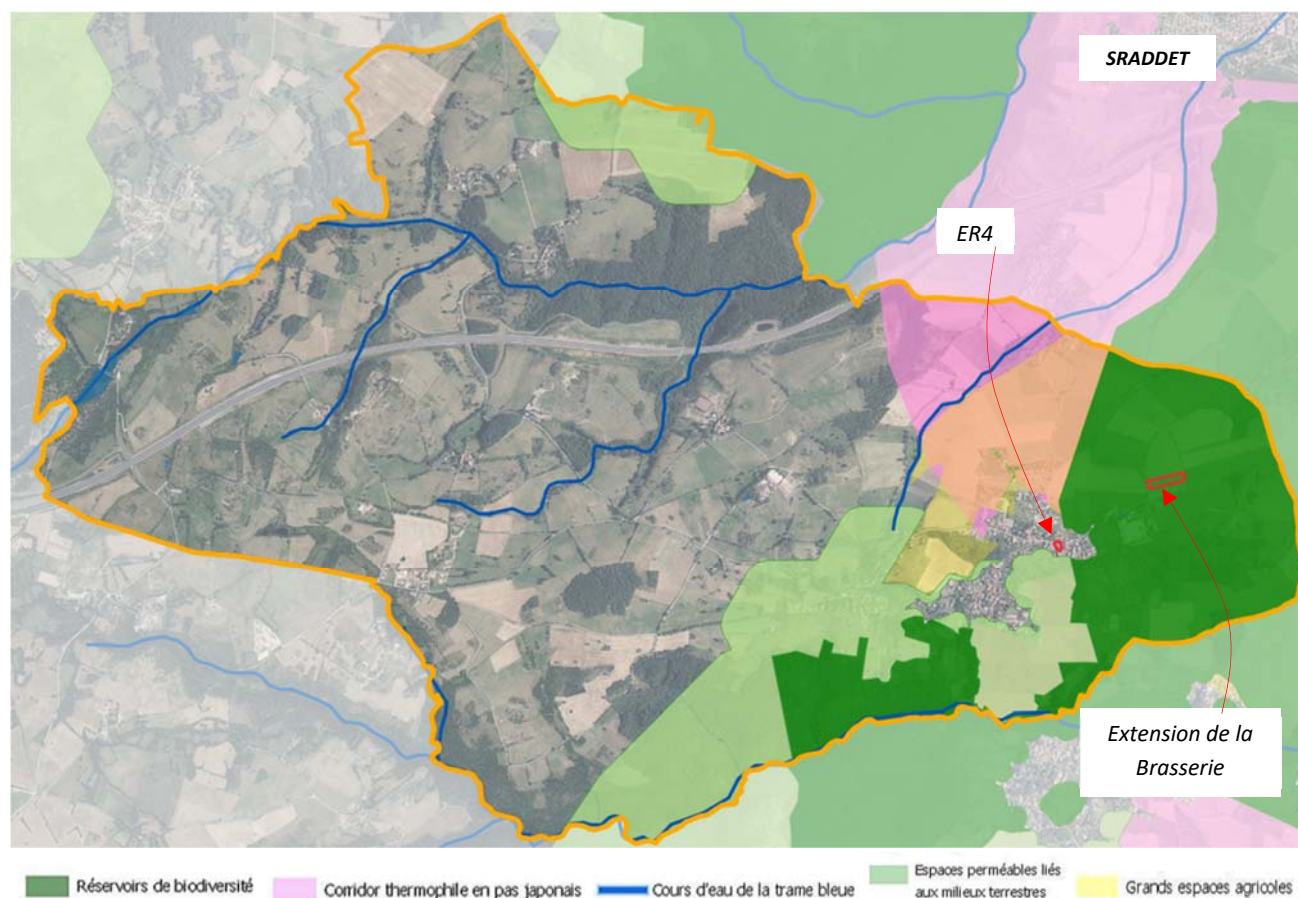 SRADDET
ER4
Extension de la
Brasserie
Réservoirs de biodiversité
Corridor thermophile en pas japonais
Cours d'eau de la trame bleue
Espaces perméables liés
aux milieux terrestres
Grands espaces agricoles